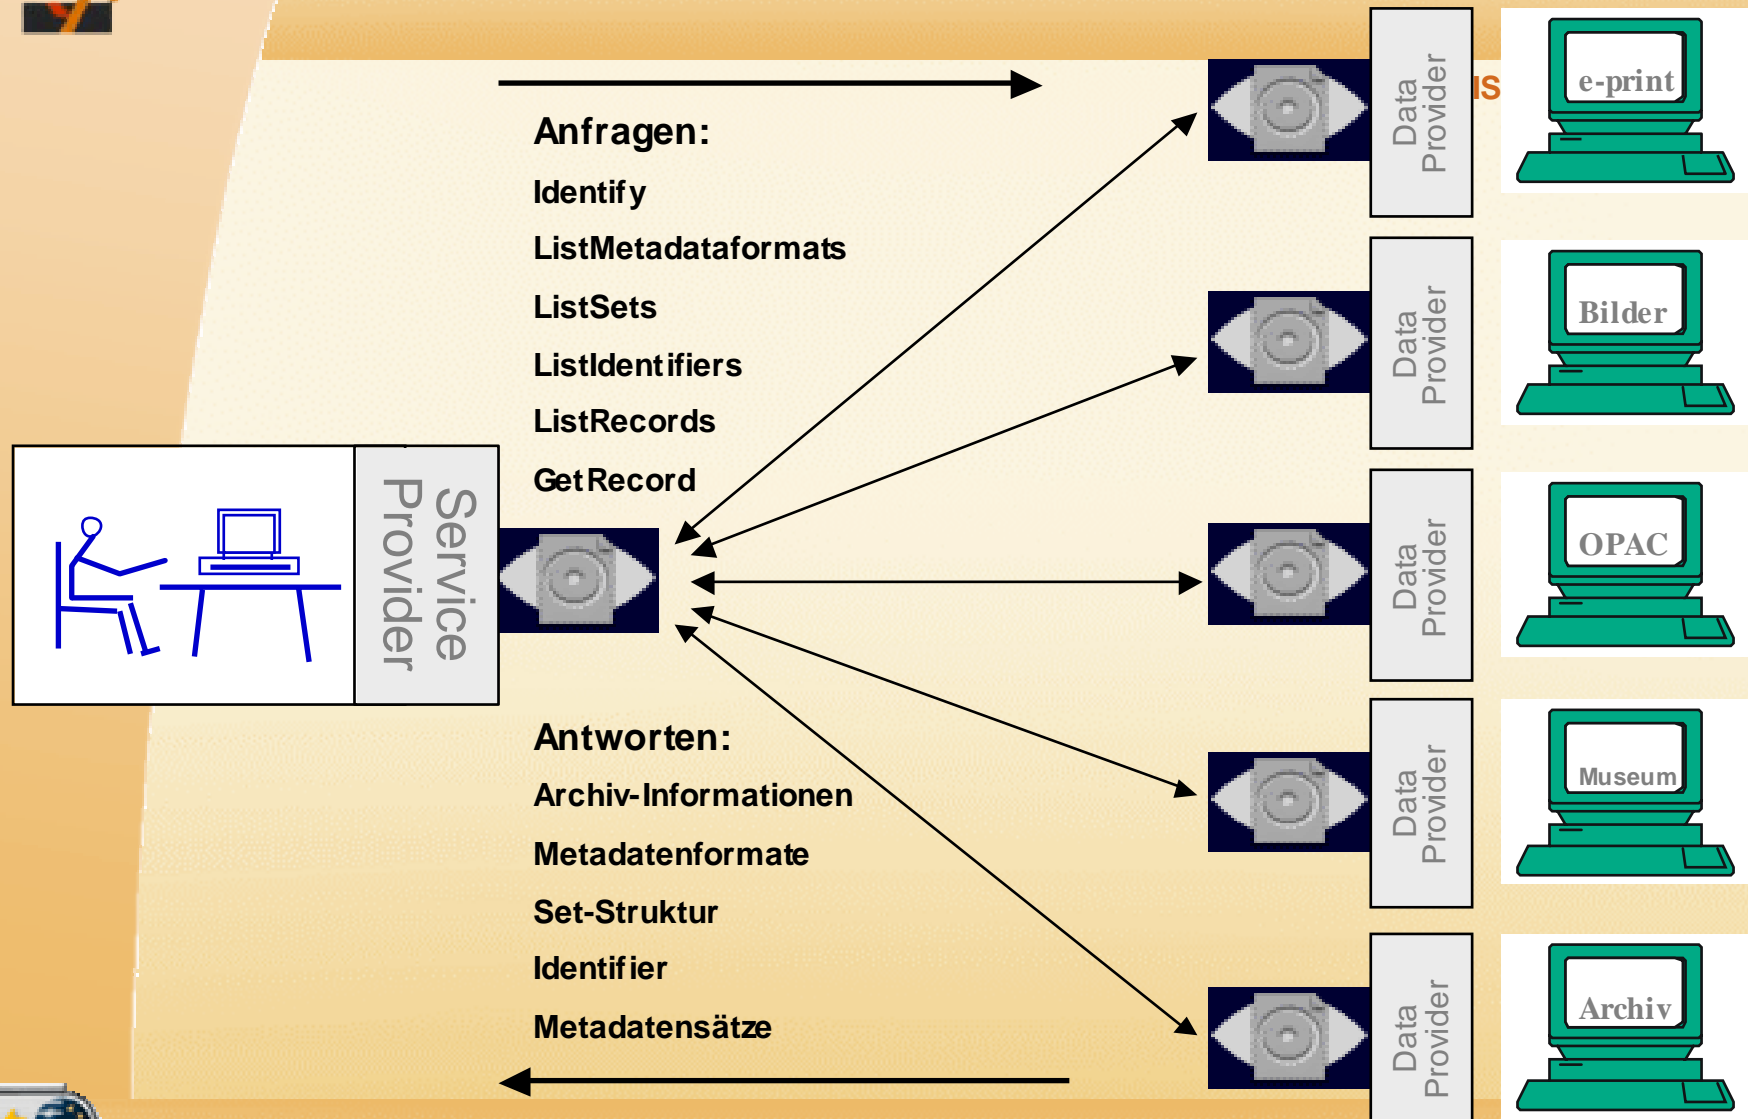 Anfragen:
Identify
ListMetadataformats
ListSets
ListIdentifiers
ListRecords
GetRecord
Service
Provider
Antworten:
Archiv-Informationen
Metadatenformate
Set-Struktur
Identifier
Metadatensätze
Data
Provider
IS
e-print
Data
Provider
Bilder
Data
Provider
OPAC
Data
Provider
Museum
Data
Provider
Archiv